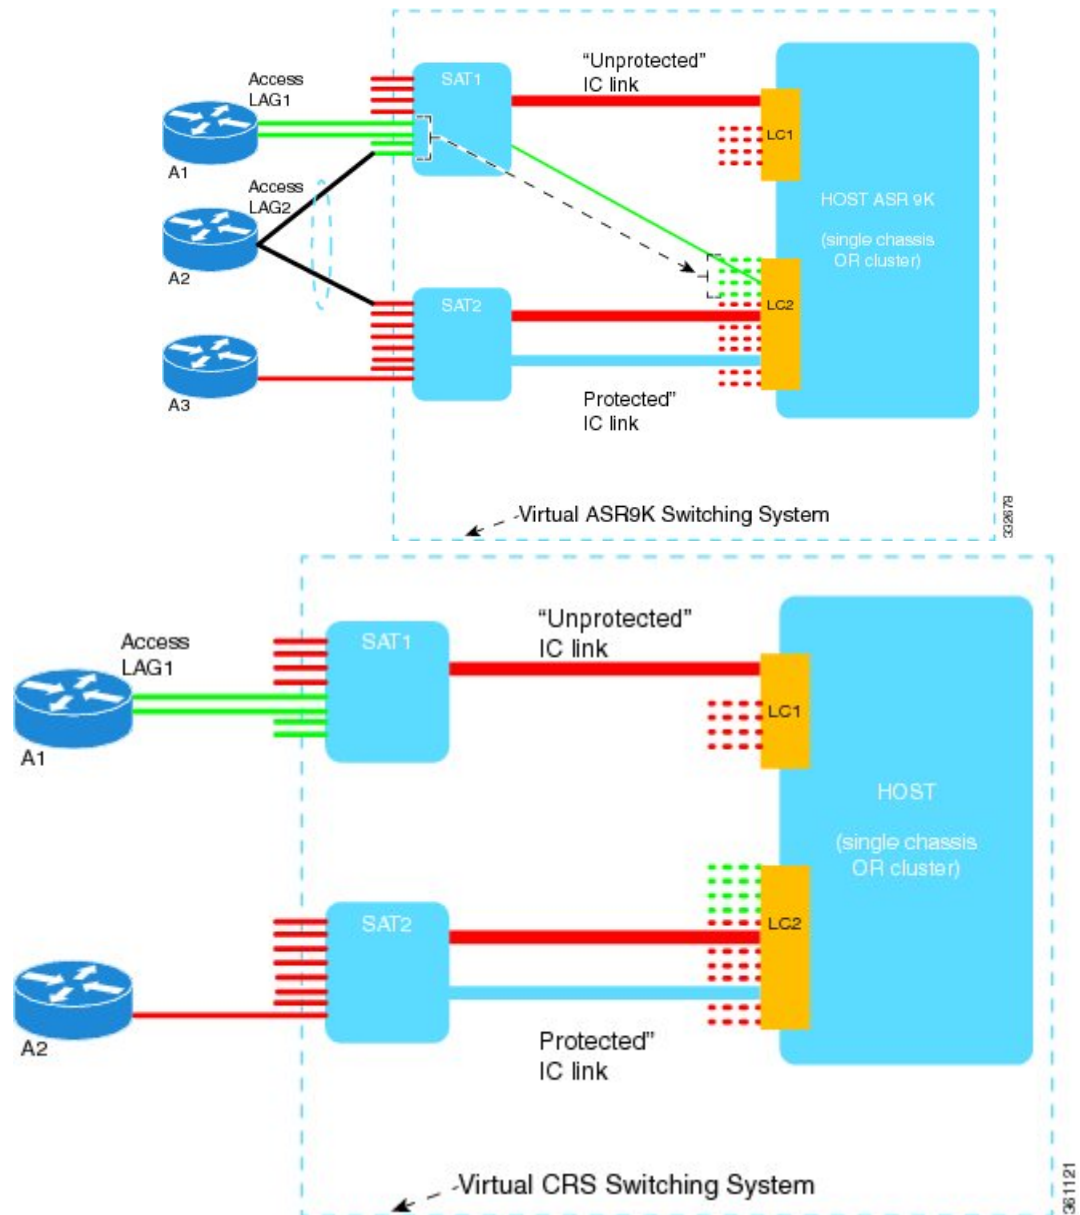 Access
LAG1
SAT1
“Unprotected”
IC link
LC1
A1
Access
LAG2
HOST ASR 9K
(single chassis
OR cluster)
A2
SAT2
LC2
A3
Protected”
IC link
Virtual ASR9K Switching System
332679
Access
LAG1
SAT1
“Unprotected”
IC link
LC1
A1
HOST
(single chassis
OR cluster)
SAT2
LC2
A2
Protected”
IC link
Virtual CRS Switching System
361121